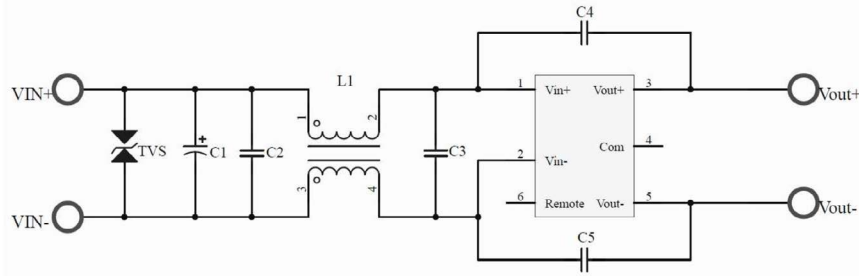 C4
L1
VIN+
1
2
1
Vin+
Vout+
3
Vout+
TVS
C1
C2
C3
Com
4
2
Vin-
3
4
6
Remote
Vout-
5
VIN-
Vout-
C5